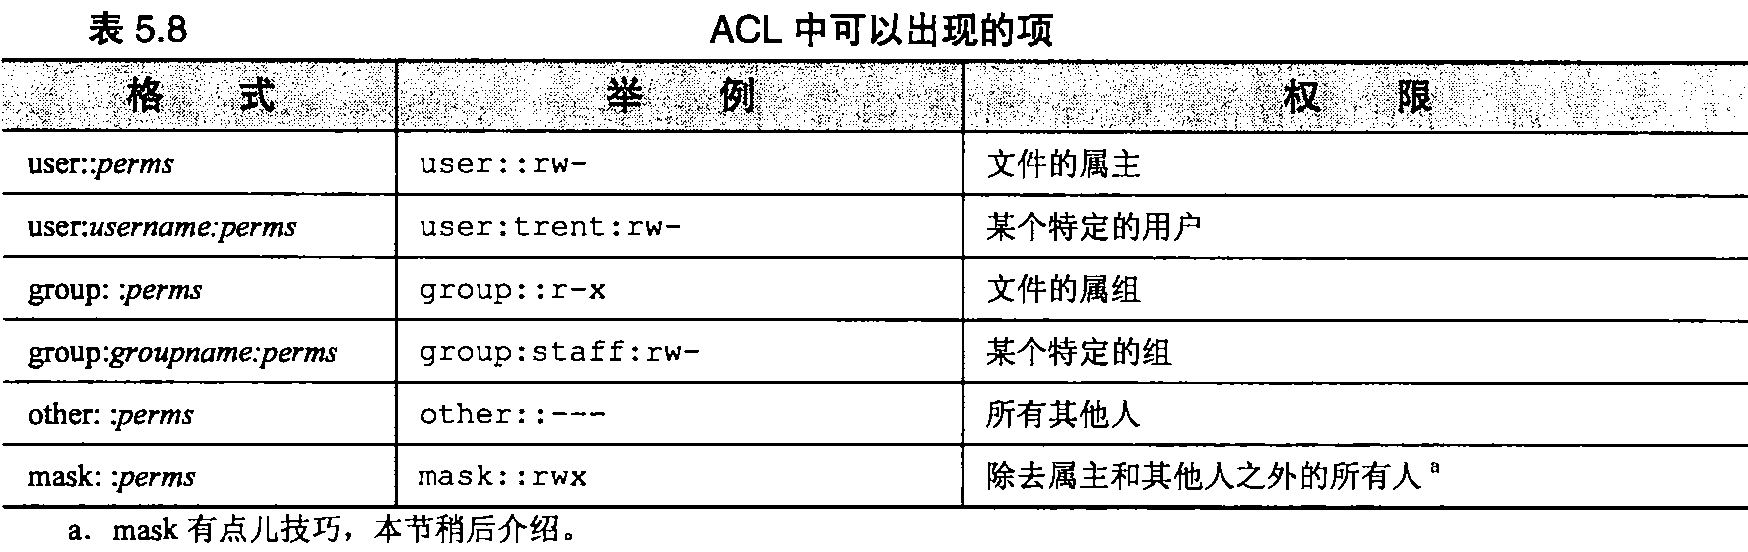 表 5.8 ACL 中可以出现的项
格 式 举 例 权 限
user::perms user::rw- 文件的属主
user:username:perms user:trent:rw- 某个特定的用户
group: :perms group::r-x 文件的属组
group:groupname:perms group:staff:rw- 某个特定的组
other: :perms other::--- 所有其他人
mask: :perms mask::rwx 除去属主和其他人之外的所有人 a
a. mask 有点儿技巧，本节稍后介绍。